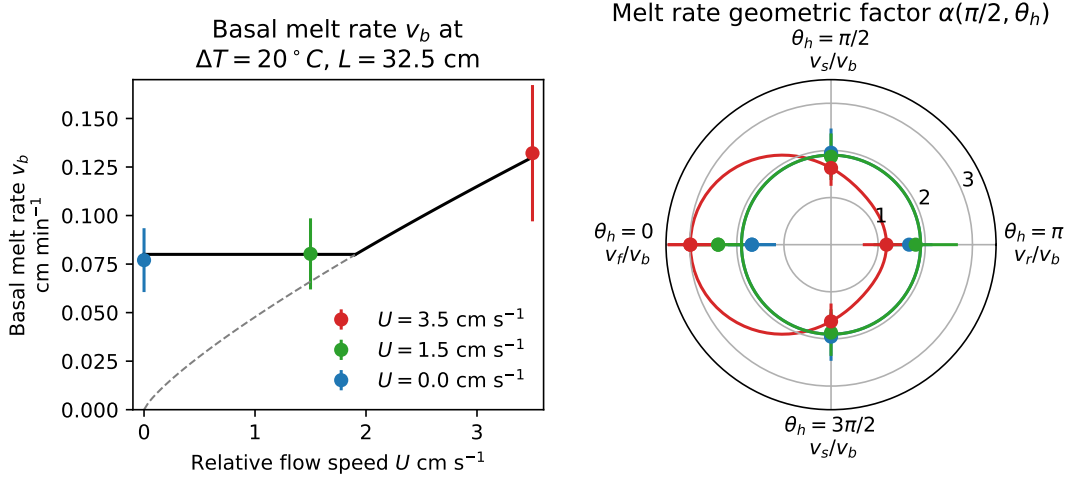 Basal melt rate v_b at
ΔT = 20°C, L = 32.5 cm
Basal melt rate v_b
cm min⁻¹
0.150
0.125
0.100
0.075
0.050
0.025
0.000
U = 3.5 cm s⁻¹
U = 1.5 cm s⁻¹
U = 0.0 cm s⁻¹
0 1 2 3
Relative flow speed U cm s⁻¹
Melt rate geometric factor α(π/2, θ_h)
θ_h = π/2
v_s/v_b
3
2
1
θ_h = 0
v_f/v_b
θ_h = π
v_r/v_b
θ_h = 3π/2
v_s/v_b